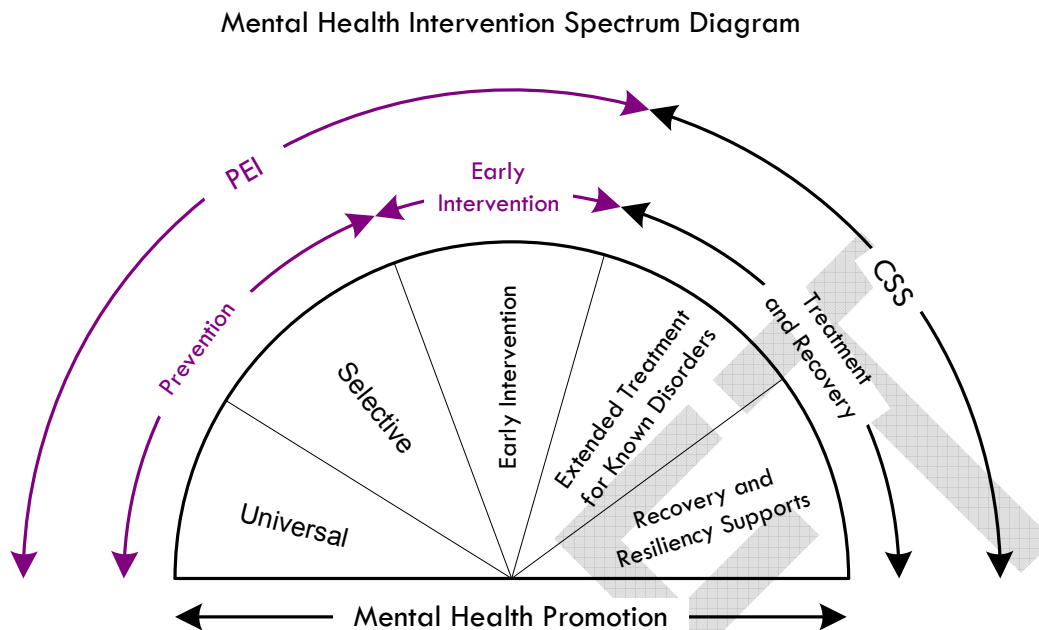 Mental Health Intervention Spectrum Diagram
PEI
Early
Intervention
Prevention
CSS
Treatment
and Recovery
Universal
Selective
Early Intervention
Extended Treatment
for Known Disorders
Recovery and
Resiliency Supports
Mental Health Promotion